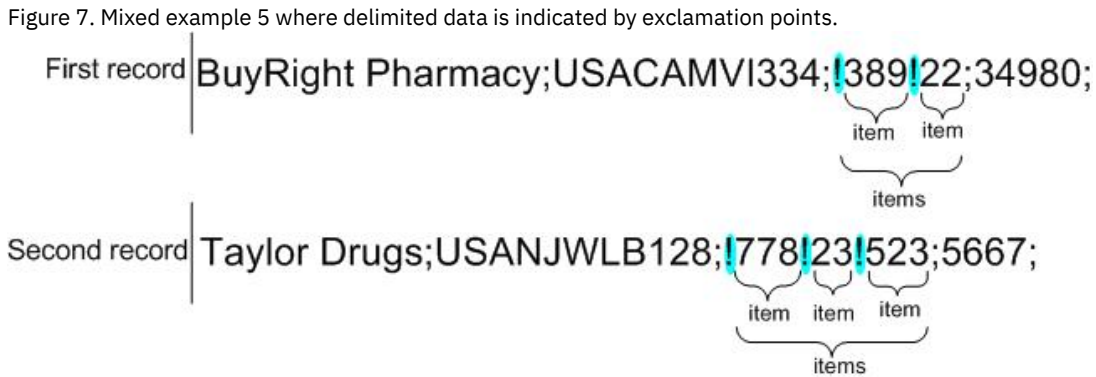 Figure 7. Mixed example 5 where delimited data is indicated by exclamation points.
First record BuyRight Pharmacy;USACAMVI334;!389!22;34980;
item item
items
Second record Taylor Drugs;USANJWLB128;!778!23!523;5667;
item item item
items